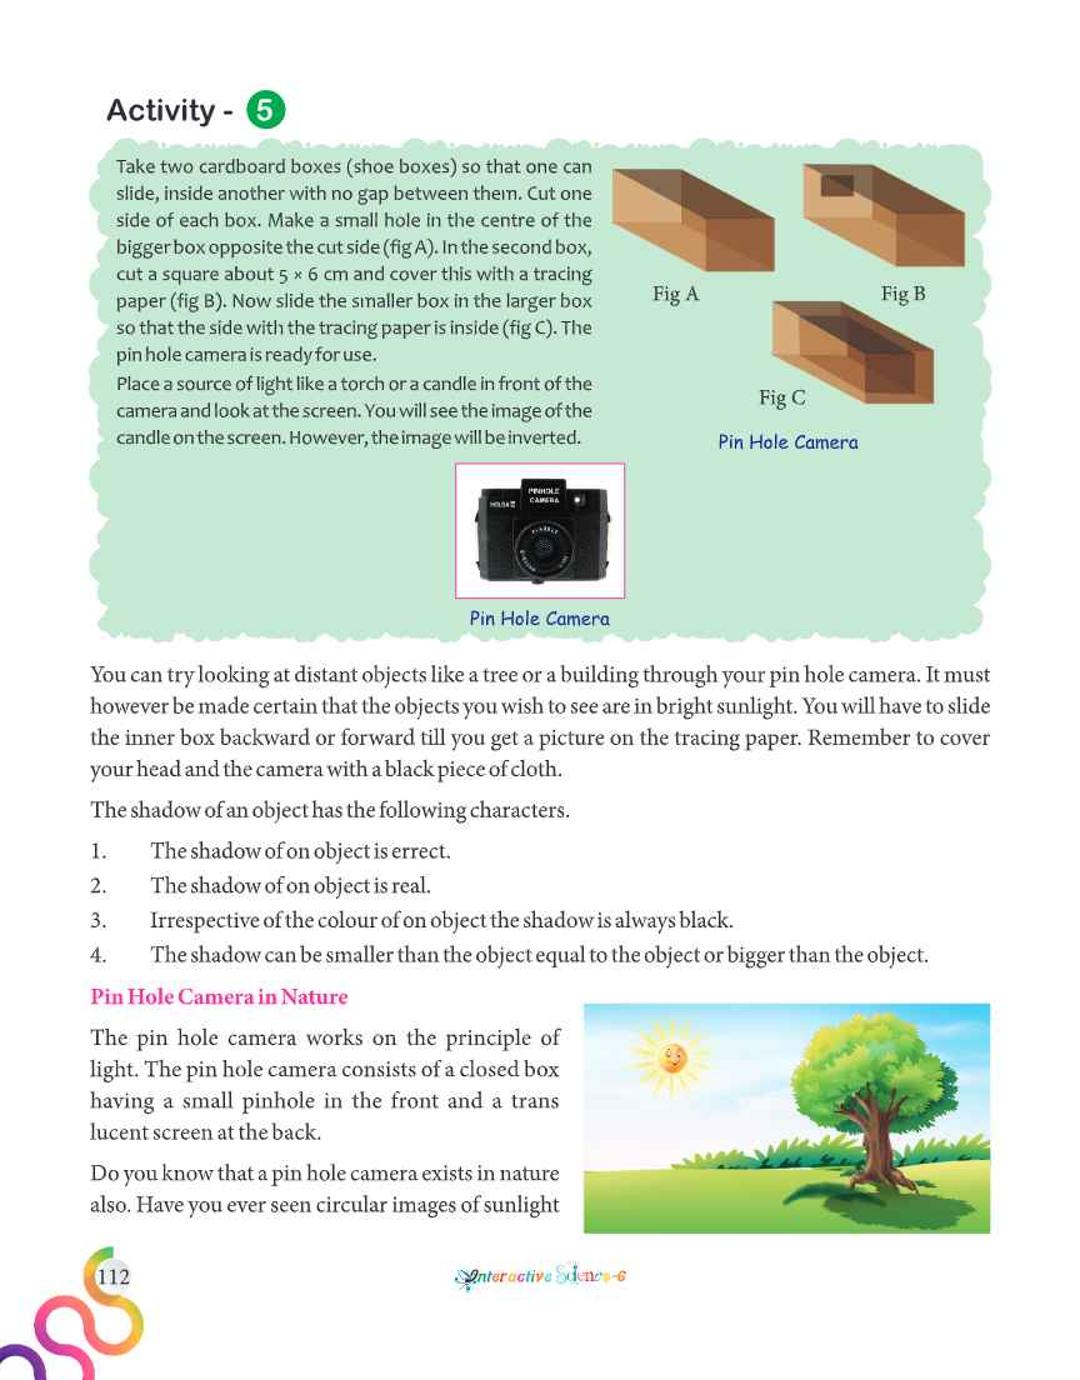 Activity - 5
Take two cardboard boxes (shoe boxes) so that one can
slide, inside another with no gap between them. Cut one
side of each box. Make a small hole in the centre of the
bigger box opposite the cut side (fig A). In the second box,
cut a square about 5 × 6 cm and cover this with a tracing
paper (fig B). Now slide the smaller box in the larger box
so that the side with the tracing paper is inside (fig C). The
pin hole camera is ready for use.
Place a source of light like a torch or a candle in front of the
camera and look at the screen. You will see the image of the
candle on the screen. However, the image will be inverted.
Fig A
Fig B
Fig C
Pin Hole Camera
PINHOLE
CAMERA
HOLGA
Pin Hole Camera
You can try looking at distant objects like a tree or a building through your pin hole camera. It must
however be made certain that the objects you wish to see are in bright sunlight. You will have to slide
the inner box backward or forward till you get a picture on the tracing paper. Remember to cover
your head and the camera with a black piece of cloth.
The shadow of an object has the following characters.
1. The shadow of on object is errect.
2. The shadow of on object is real.
3. Irrespective of the colour of on object the shadow is always black.
4. The shadow can be smaller than the object equal to the object or bigger than the object.
Pin Hole Camera in Nature
The pin hole camera works on the principle of
light. The pin hole camera consists of a closed box
having a small pinhole in the front and a trans
lucent screen at the back.
Do you know that a pin hole camera exists in nature
also. Have you ever seen circular images of sunlight
112
Interactive Science-6